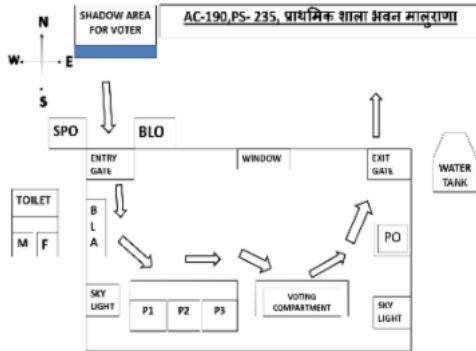 SHADOW AREA
FOR VOTER
AC-190,PS- 235, प्राथमिक शाला भवन मालुराणा
N
W
E
S
SPO
BLO
ENTRY
GATE
WINDOW
EXIT
GATE
WATER
TANK
TOILET
M F
B
L
A
PO
SKY
LIGHT
P1 P2 P3
VOTING
COMPARTMENT
SKY
LIGHT